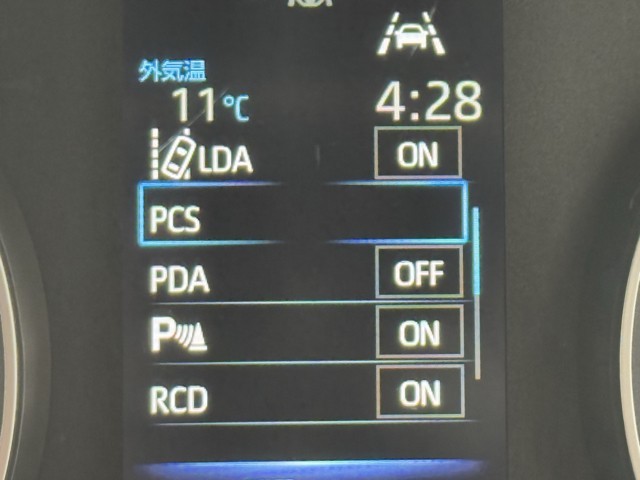 外気温
11℃ 4:28
LDA ON
PCS
PDA OFF
P ON
RCD ON